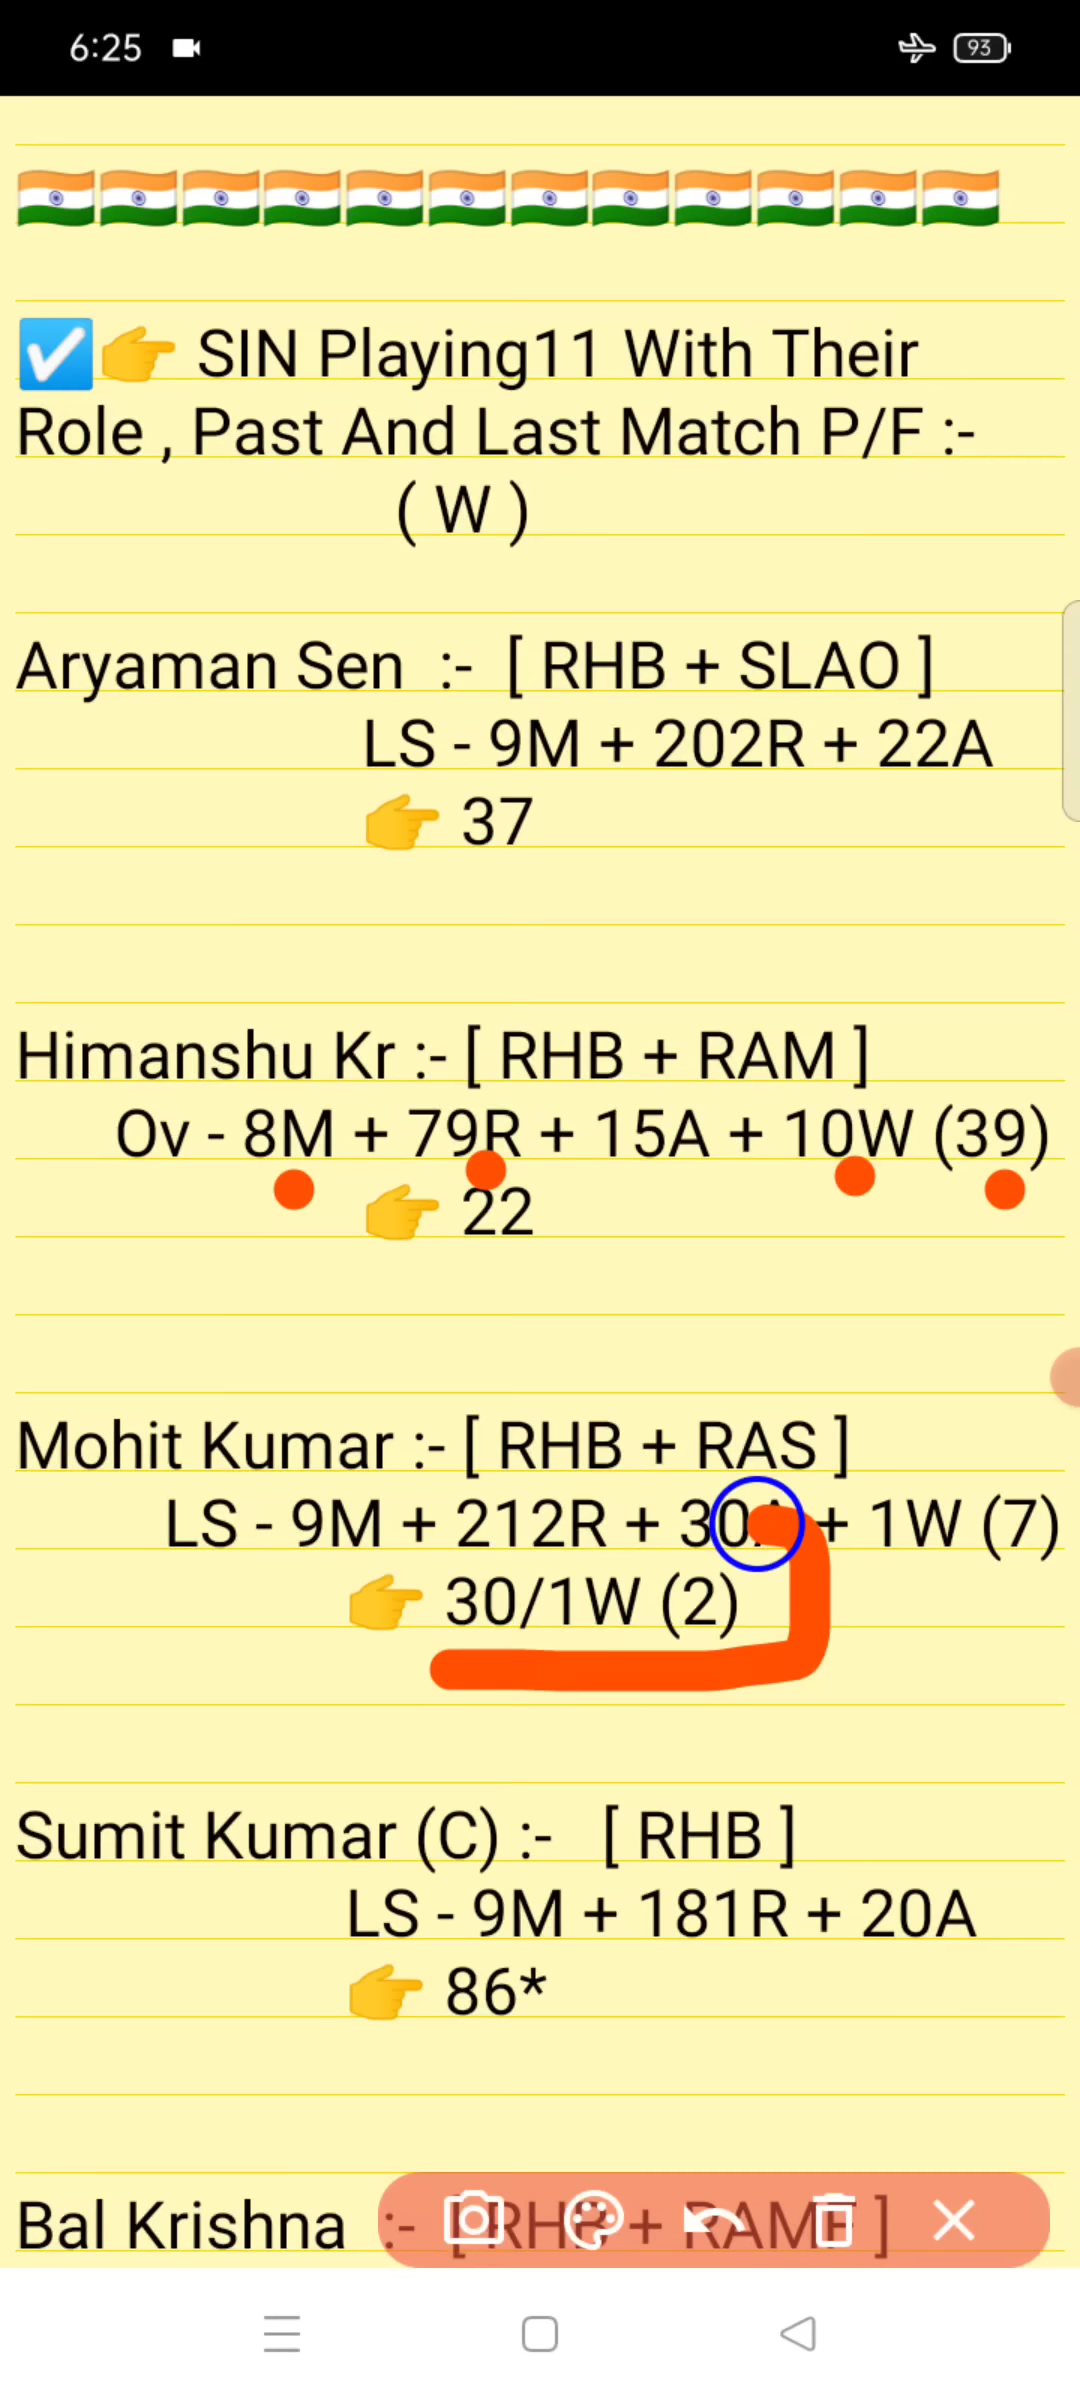 6:25
93
SIN Playing11 With Their
Role , Past And Last Match P/F :-
( W )
Aryaman Sen :- [ RHB + SLAO ]
LS - 9M + 202R + 22A
37
Himanshu Kr :- [ RHB + RAM ]
Ov - 8M + 79R + 15A + 10W (39)
22
Mohit Kumar :- [ RHB + RAS ]
LS - 9M + 212R + 30A + 1W (7)
30/1W (2)
Sumit Kumar (C) :- [ RHB ]
LS - 9M + 181R + 20A
86*
Bal Krishna :- [ RHB + RAMF ]